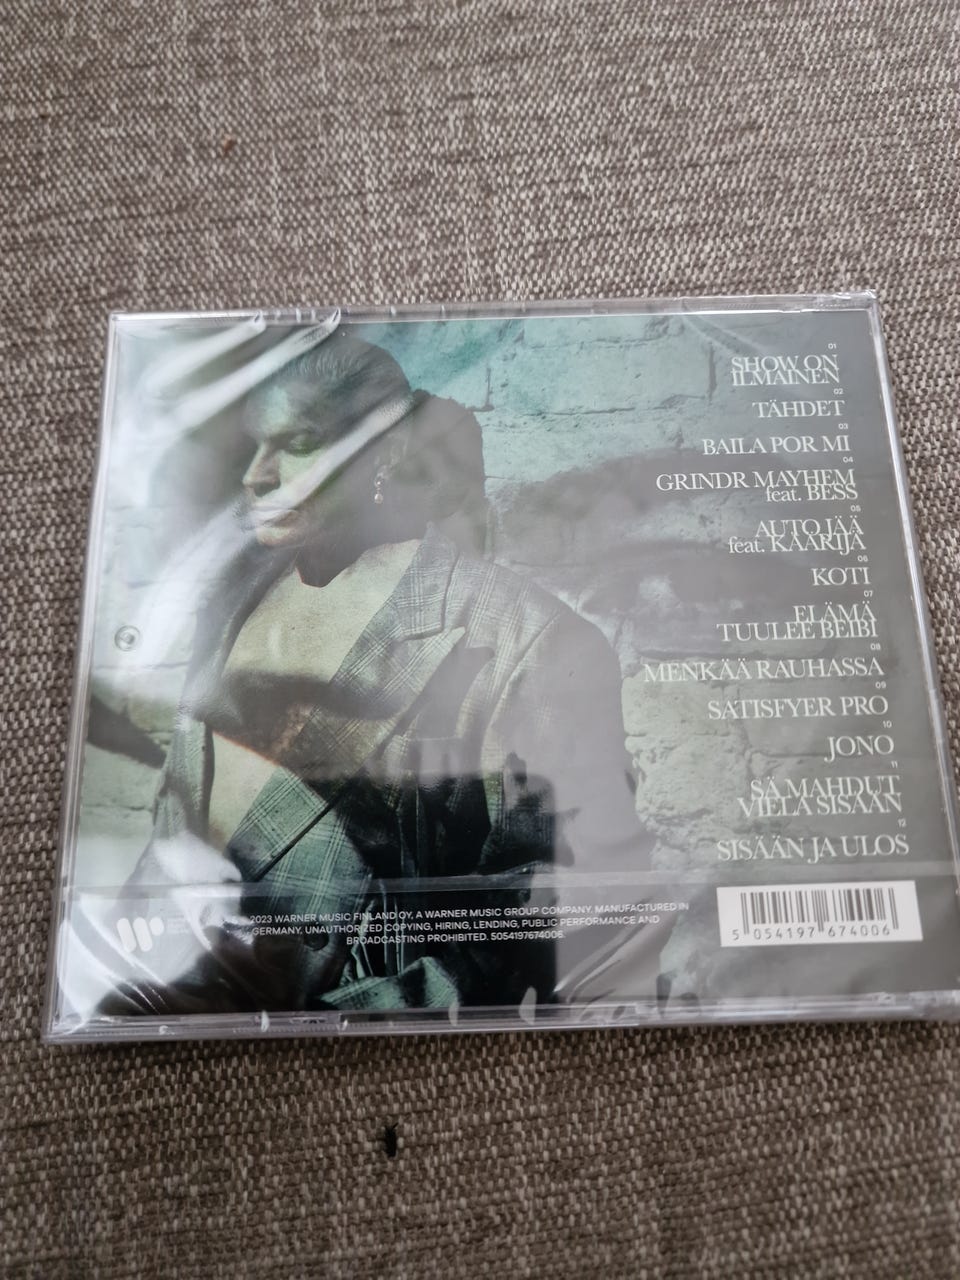 01
SHOW ON
ILMAINEN
02
TÄHDET
03
BAILA POR MI
04
GRINDR MAYHEM
feat. BESS
05
AUTO JÄÄ
feat. KÄÄRIJÄ
06
KOTI
07
ELÄMÄ
TUULEE BEIBI
08
MENKÄÄ RAUHASSA
09
SATISFYER PRO
10
JONO
11
SÄ MAHDUT
VIELÄ SISÄÄN
12
SISÄÄN JA ULOS
2023 WARNER MUSIC FINLAND OY, A WARNER MUSIC GROUP COMPANY. MANUFACTURED IN
GERMANY. UNAUTHORIZED COPYING, HIRING, LENDING, PUBLIC PERFORMANCE AND
BROADCASTING PROHIBITED. 5054197674006.
5 054197 674006